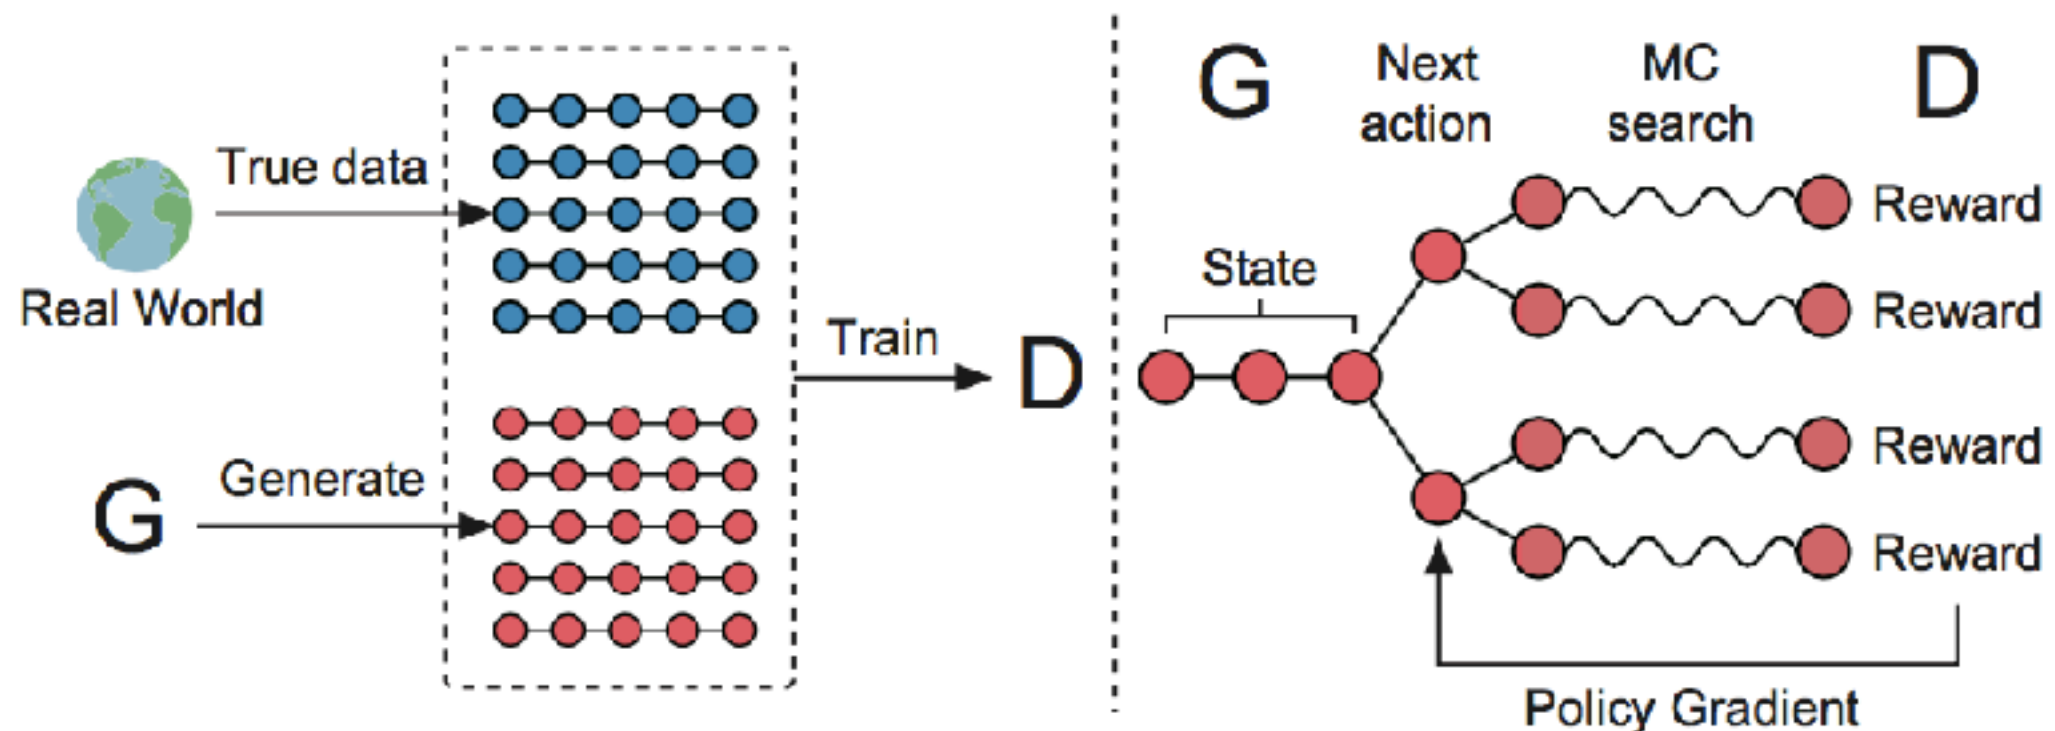 True data
Real World
Generate
G
Train
D
G
Next
action
MC
search
D
State
Reward
Reward
Reward
Reward
Policy Gradient